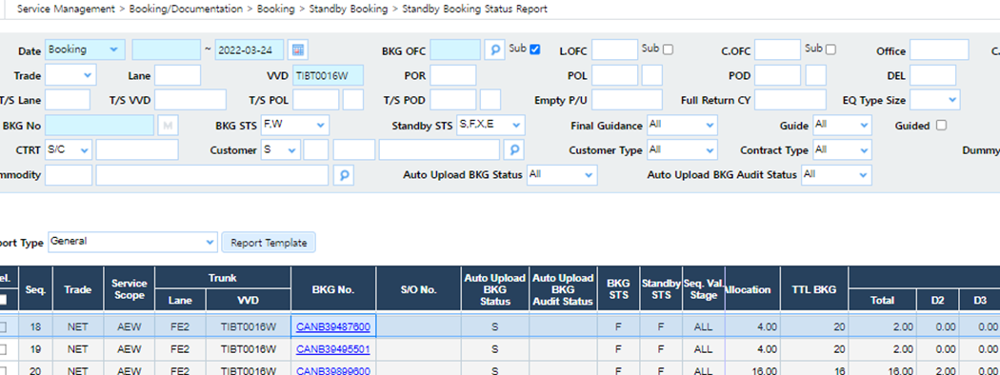 Service Management > Booking/Documentation > Booking > Standby Booking > Standby Booking Status Report
Date Booking ~ 2022-03-24 BKG OFC Sub L.OFC Sub C.OFC Sub Office
Trade Lane VVD TIBT0016W POR POL POD DEL
T/S Lane T/S VVD T/S POL T/S POD Empty P/U Full Return CY EQ Type Size
BKG No M BKG STS F,W Standby STS S,F,X,E Final Guidance All Guide All Guided
CTRT S/C Customer S Customer Type All Contract Type All Dummy
mmodity Auto Upload BKG Status All Auto Upload BKG Audit Status All
port Type General Report Template
el. Seq. Trade Service Scope Trunk BKG No. S/O No. Auto Upload BKG Status Auto Upload BKG Audit Status BKG STS Standby STS Seq. Val. Stage Allocation TTL BKG
Lane VVD Total D2 D3
18 NET AEW FE2 TIBT0016W CANB39487600 S F F ALL 4.00 20 2.00 0.00 0.00
19 NET AEW FE2 TIBT0016W CANB39495501 S F F ALL 4.00 20 2.00 0.00 0.00
20 NET AEW FE2 TIBT0016W CANB39899600 S F F ALL 16.00 16 16.00 2.00 0.00